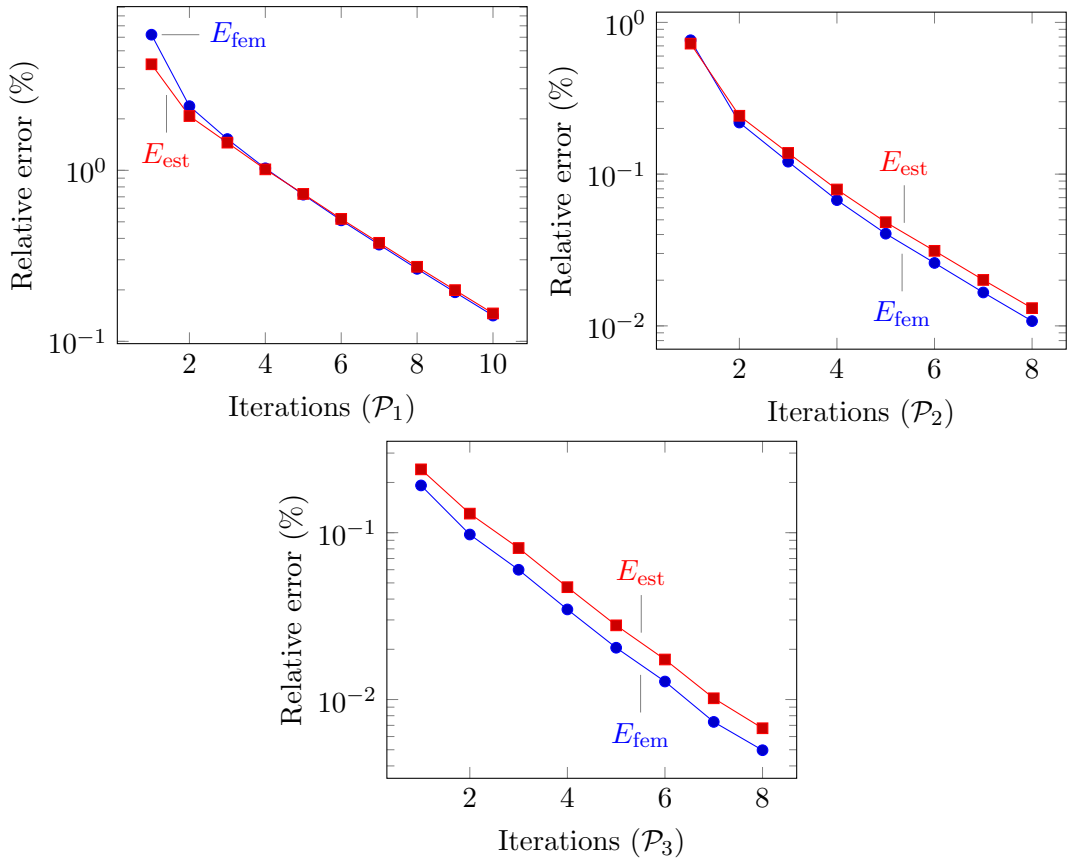 Relative error (%)
10^0
10^{-1}
E_fem
E_est
2 4 6 8 10
Iterations (𝒫_1)
Relative error (%)
10^0
10^{-1}
10^{-2}
E_est
E_fem
2 4 6 8
Iterations (𝒫_2)
Relative error (%)
10^{-1}
10^{-2}
E_est
E_fem
2 4 6 8
Iterations (𝒫_3)